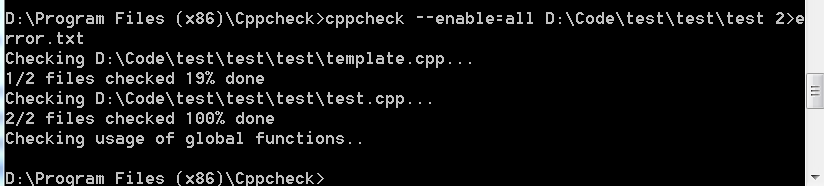 D:\Program Files (x86)\Cppcheck>cppcheck --enable=all D:\Code\test\test\test 2>e
rror.txt
Checking D:\Code\test\test\test\template.cpp...
1/2 files checked 19% done
Checking D:\Code\test\test\test\test.cpp...
2/2 files checked 100% done
Checking usage of global functions..
D:\Program Files (x86)\Cppcheck>